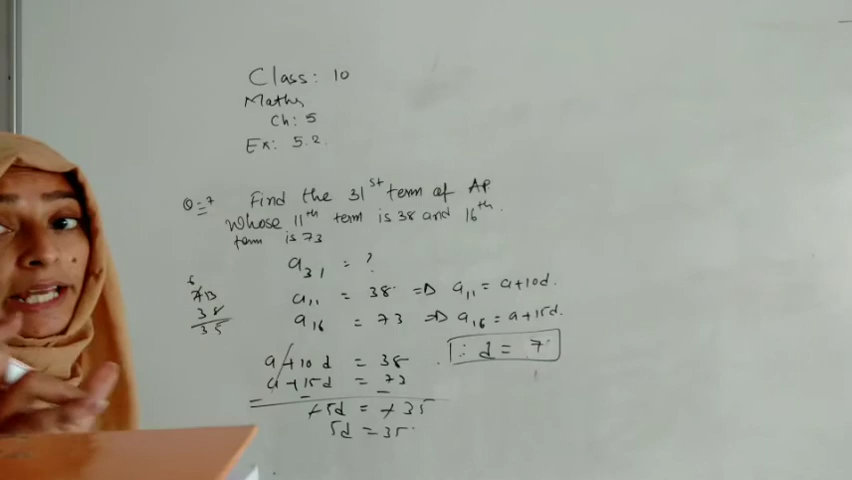 Class: 10
Maths
Ch: 5
Ex: 5.2.
Q=7 Find the 31st term of AP
Whose 11th term is 38 and 16th
term is 73
a31 = ?
a11 = 38 => a11 = a+10d.
a16 = 73 => a16 = a+15d.
6
73
38
35
a+10d = 38
a+15d = 73
- - -
+5d = +35
5d = 35
∴ d = 7